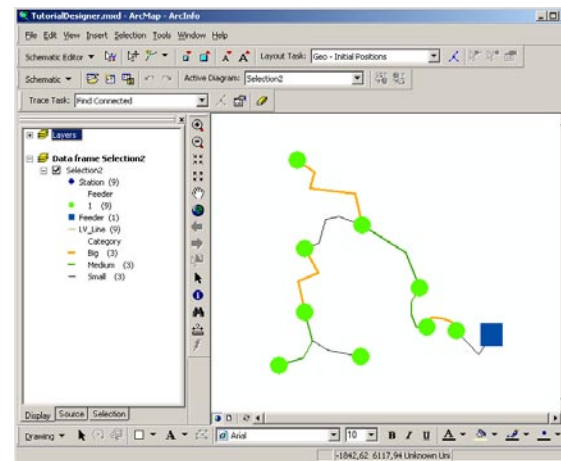 TutorialDesigner.mxd - ArcMap - ArcInfo
File Edit View Insert Selection Tools Window Help
Schematic Editor Layout Task: Geo - Initial Positions
Schematic Active Diagram: Selection2
Trace Task: Find Connected
Layers
Data frame Selection2
Selection2
Station (9)
Feeder
1 (9)
Feeder (1)
LV_Line (9)
Category
Big (3)
Medium (3)
Small (3)
Display Source Selection
Drawing A Arial 10 B I U A
-1842,62 6117,94 Unknown Uni